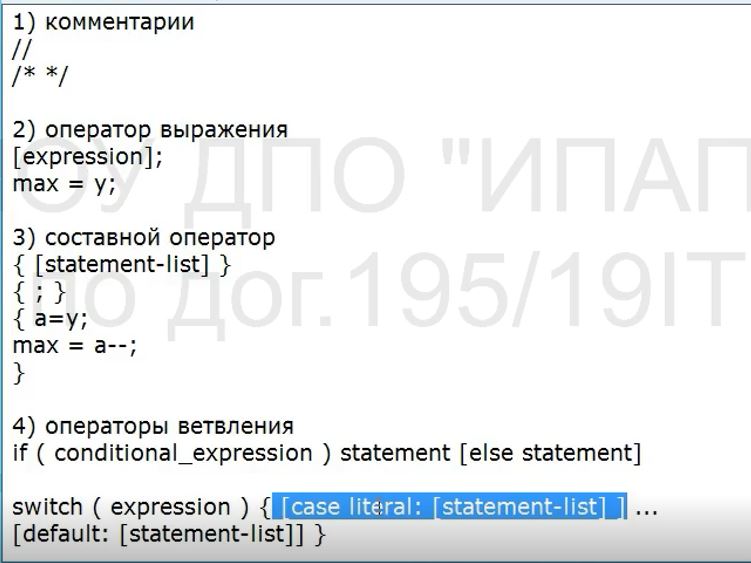 1) комментарии
//
/* */
2) оператор выражения
[expression];
max = y;
3) составной оператор
{ [statement-list] }
{ ; }
{ a=y;
max = a--;
}
4) операторы ветвления
if ( conditional_expression ) statement [else statement]
switch ( expression ) { [case literal: [statement-list] ] ...
[default: [statement-list]] }
ОУ ДПО "ИПАП
по дог.195/19IT